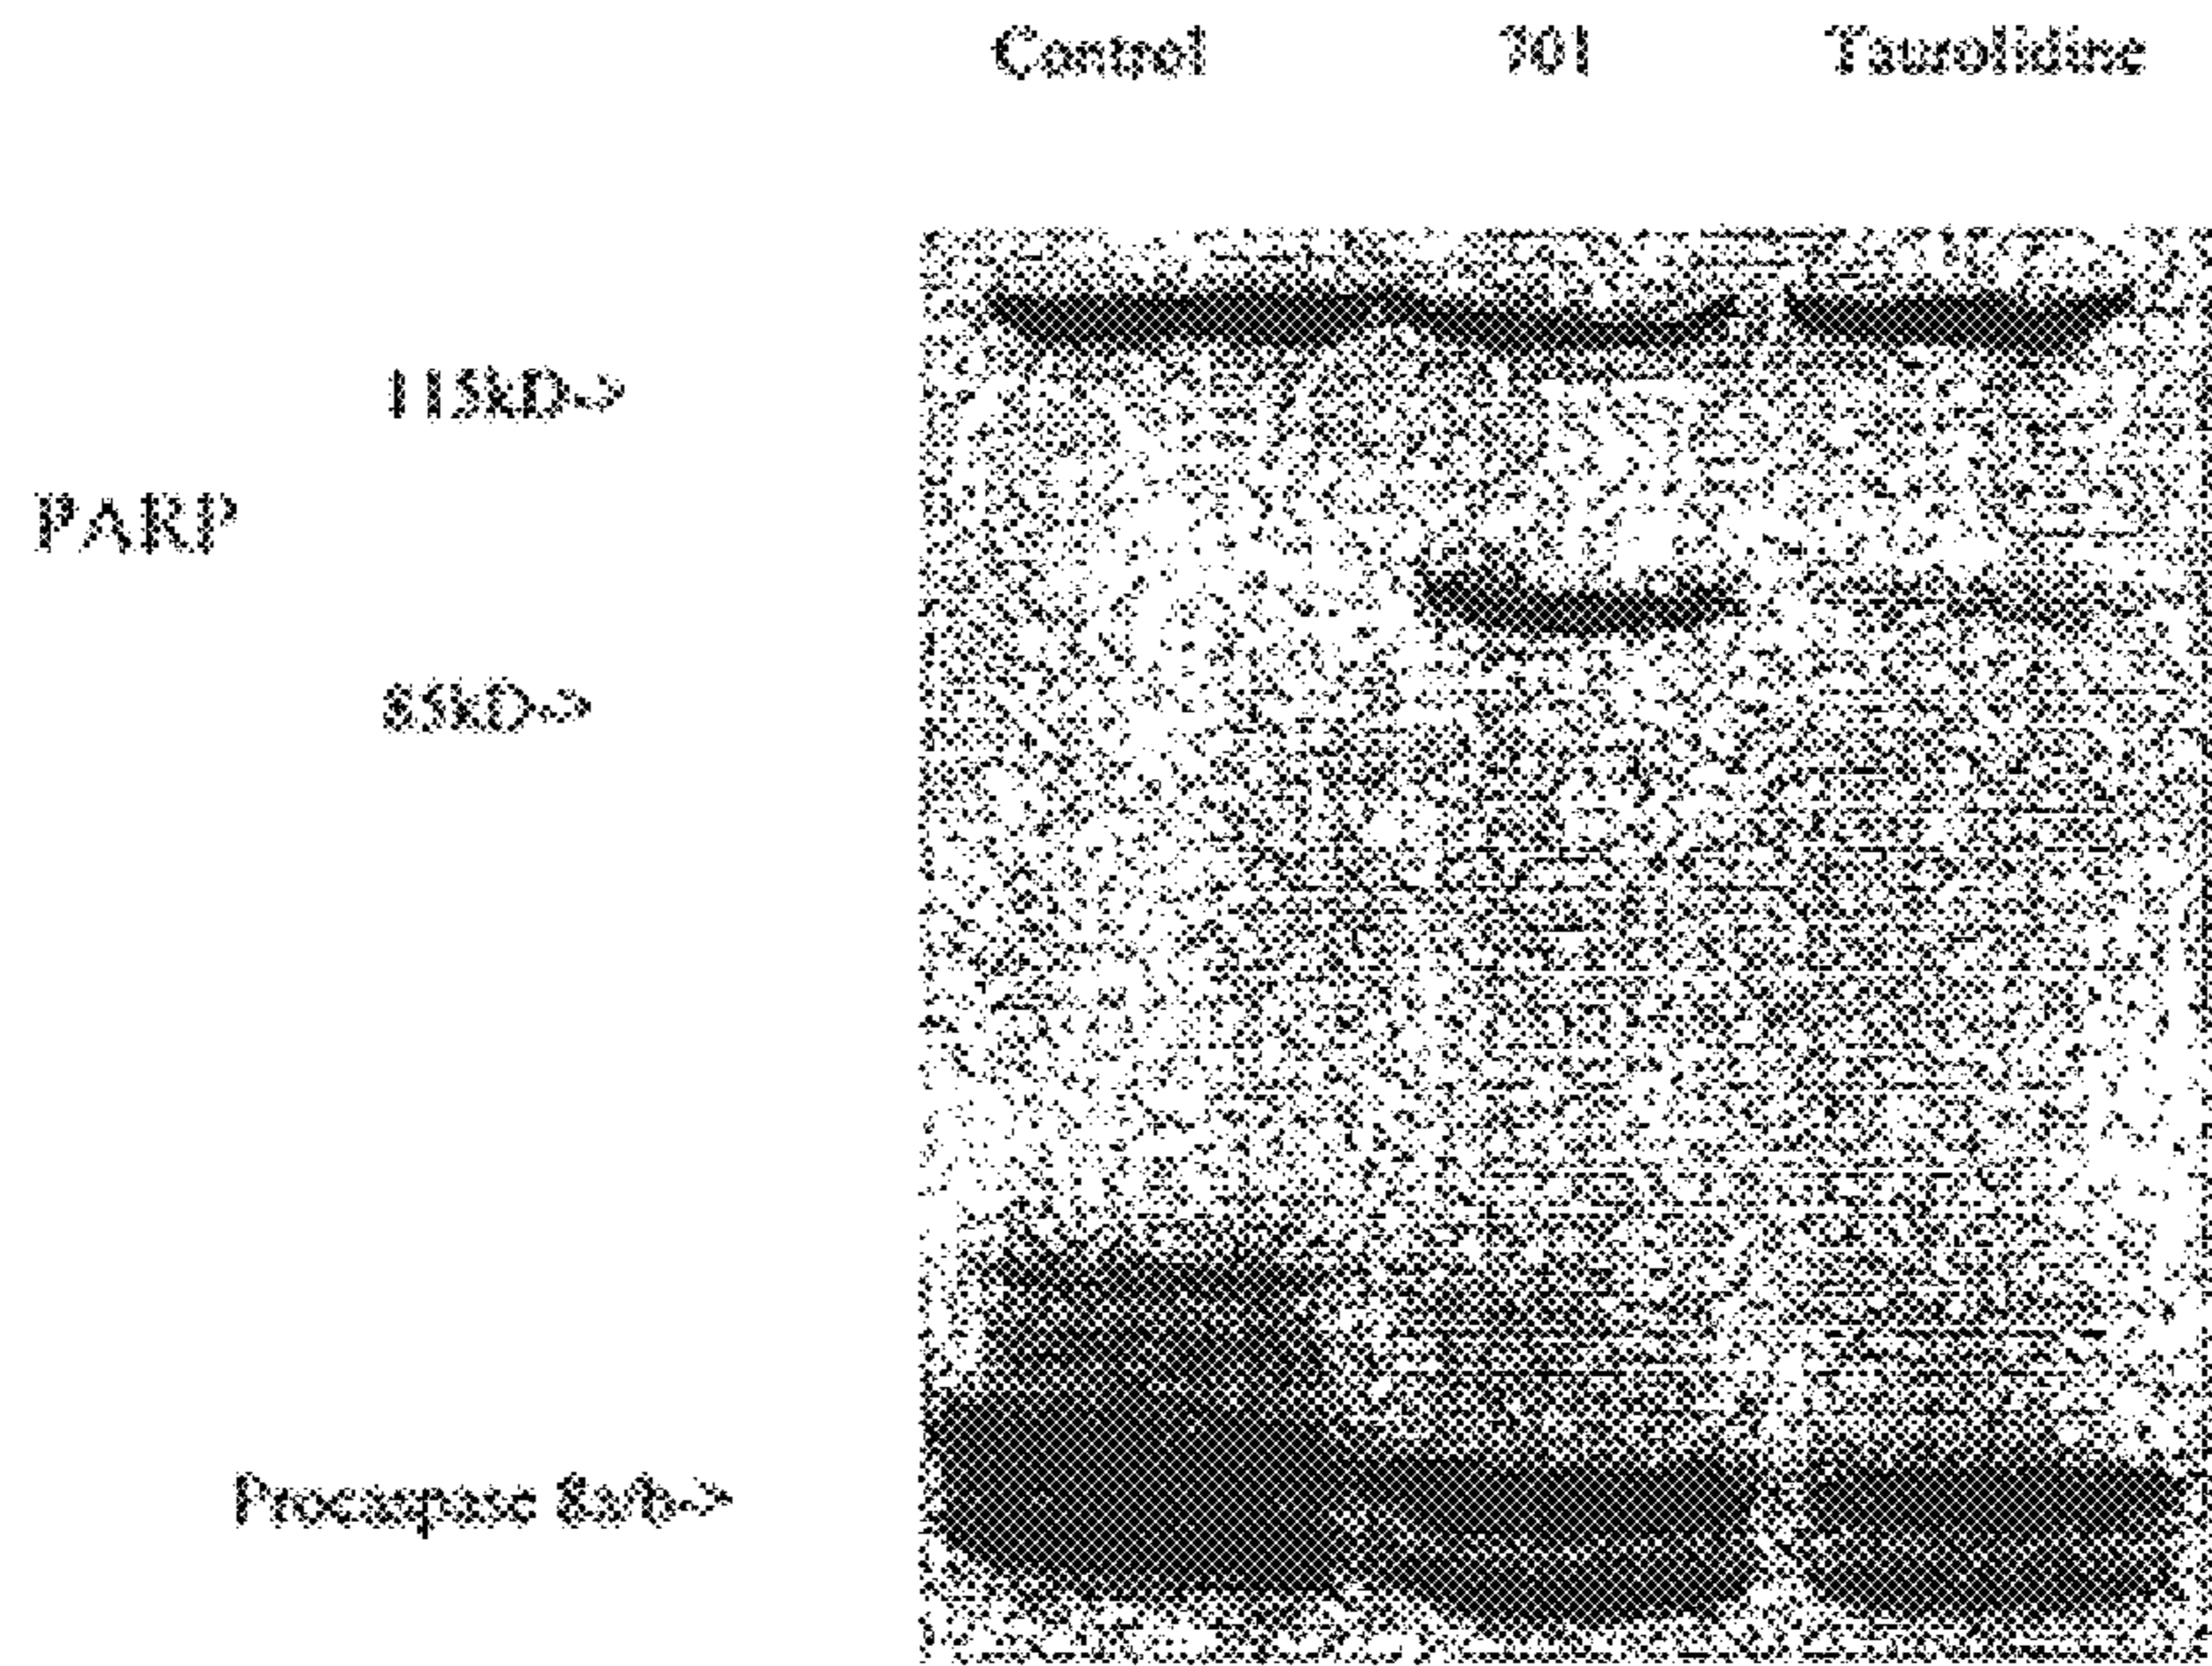 Control 701 Taurolidine
115kD->
PARP
85kD->
Procaspase 8a/b->